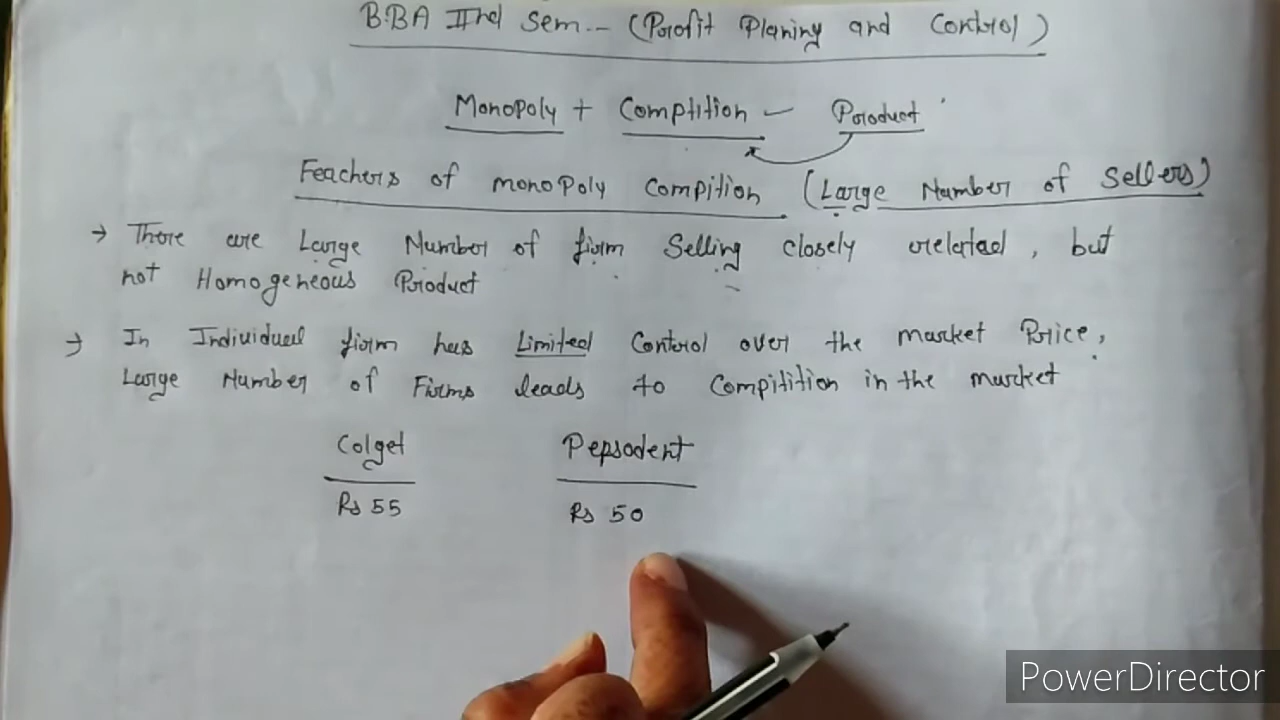 BBA IInd Sem.- (Profit Planing and Control)
Monopoly + Comptition - Product
Feachers of monopoly Compition (Large Number of Sellers)
→ There are Large Number of firm Selling closely related, but
not Homogeneous Product
→ In Individual firm has Limited Control over the market Price,
Large Number of Firms leads to Compitition in the market
Colget Pepsodent
Rs 55 Rs 50
PowerDirector